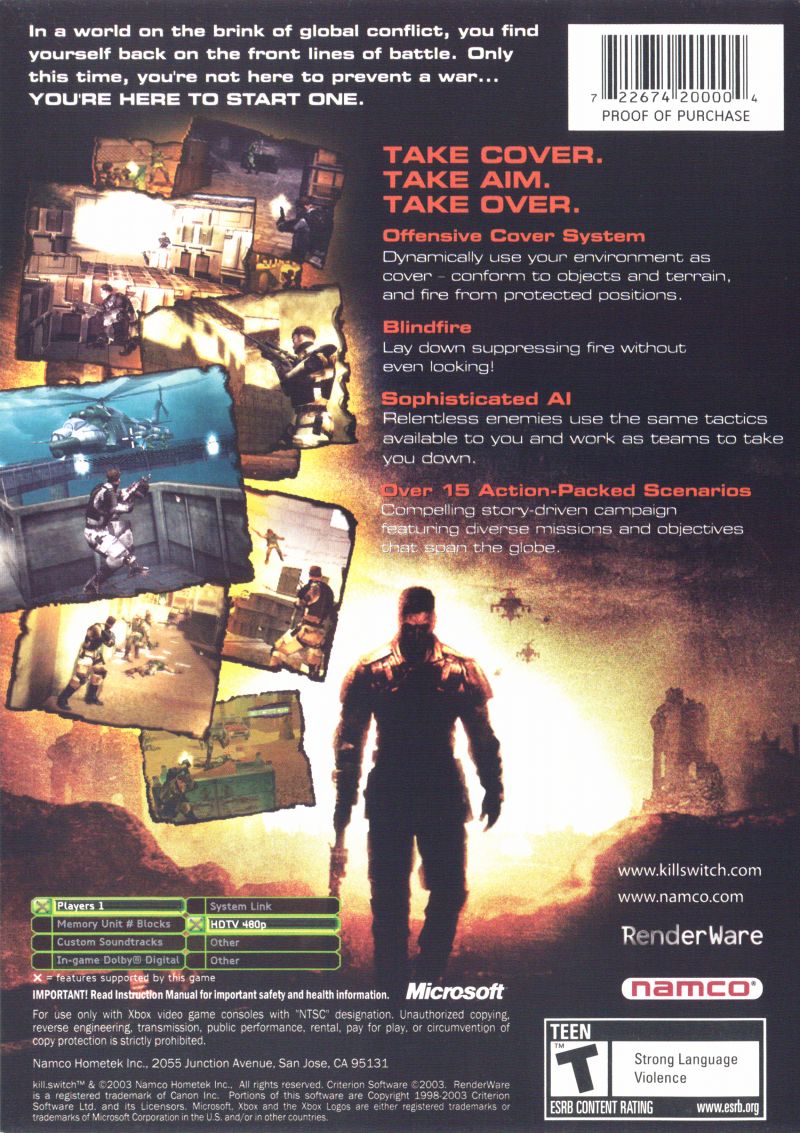 In a world on the brink of global conflict, you find
yourself back on the front lines of battle. Only
this time, you're not here to prevent a war...
YOU'RE HERE TO START ONE.
7 22674 20000 4
PROOF OF PURCHASE
TAKE COVER.
TAKE AIM.
TAKE OVER.
Offensive Cover System
Dynamically use your environment as
cover – conform to objects and terrain,
and fire from protected positions.
Blindfire
Lay down suppressing fire without
even looking!
Sophisticated AI
Relentless enemies use the same tactics
available to you and work as teams to take
you down.
Over 15 Action-Packed Scenarios
Compelling story-driven campaign
featuring diverse missions and objectives
that span the globe.
www.killswitch.com
www.namco.com
RenderWare
namco®
Players 1
Memory Unit # Blocks
Custom Soundtracks
In-game Dolby® Digital
System Link
HDTV 480p
Other
Other
X = features supported by this game
IMPORTANT! Read Instruction Manual for important safety and health information.
Microsoft
For use only with Xbox video game consoles with "NTSC" designation. Unauthorized copying,
reverse engineering, transmission, public performance, rental, pay for play, or circumvention of
copy protection is strictly prohibited.
Namco Hometek Inc., 2055 Junction Avenue, San Jose, CA 95131
kill.switch™ & ©2003 Namco Hometek Inc., All rights reserved. Criterion Software ©2003. RenderWare
is a registered trademark of Canon Inc. Portions of this software are Copyright 1998-2003 Criterion
Software Ltd. and its Licensors. Microsoft, Xbox and the Xbox Logos are either registered trademarks or
trademarks of Microsoft Corporation in the U.S. and/or in other countries.
TEEN
T
TM
Strong Language
Violence
ESRB CONTENT RATING www.esrb.org